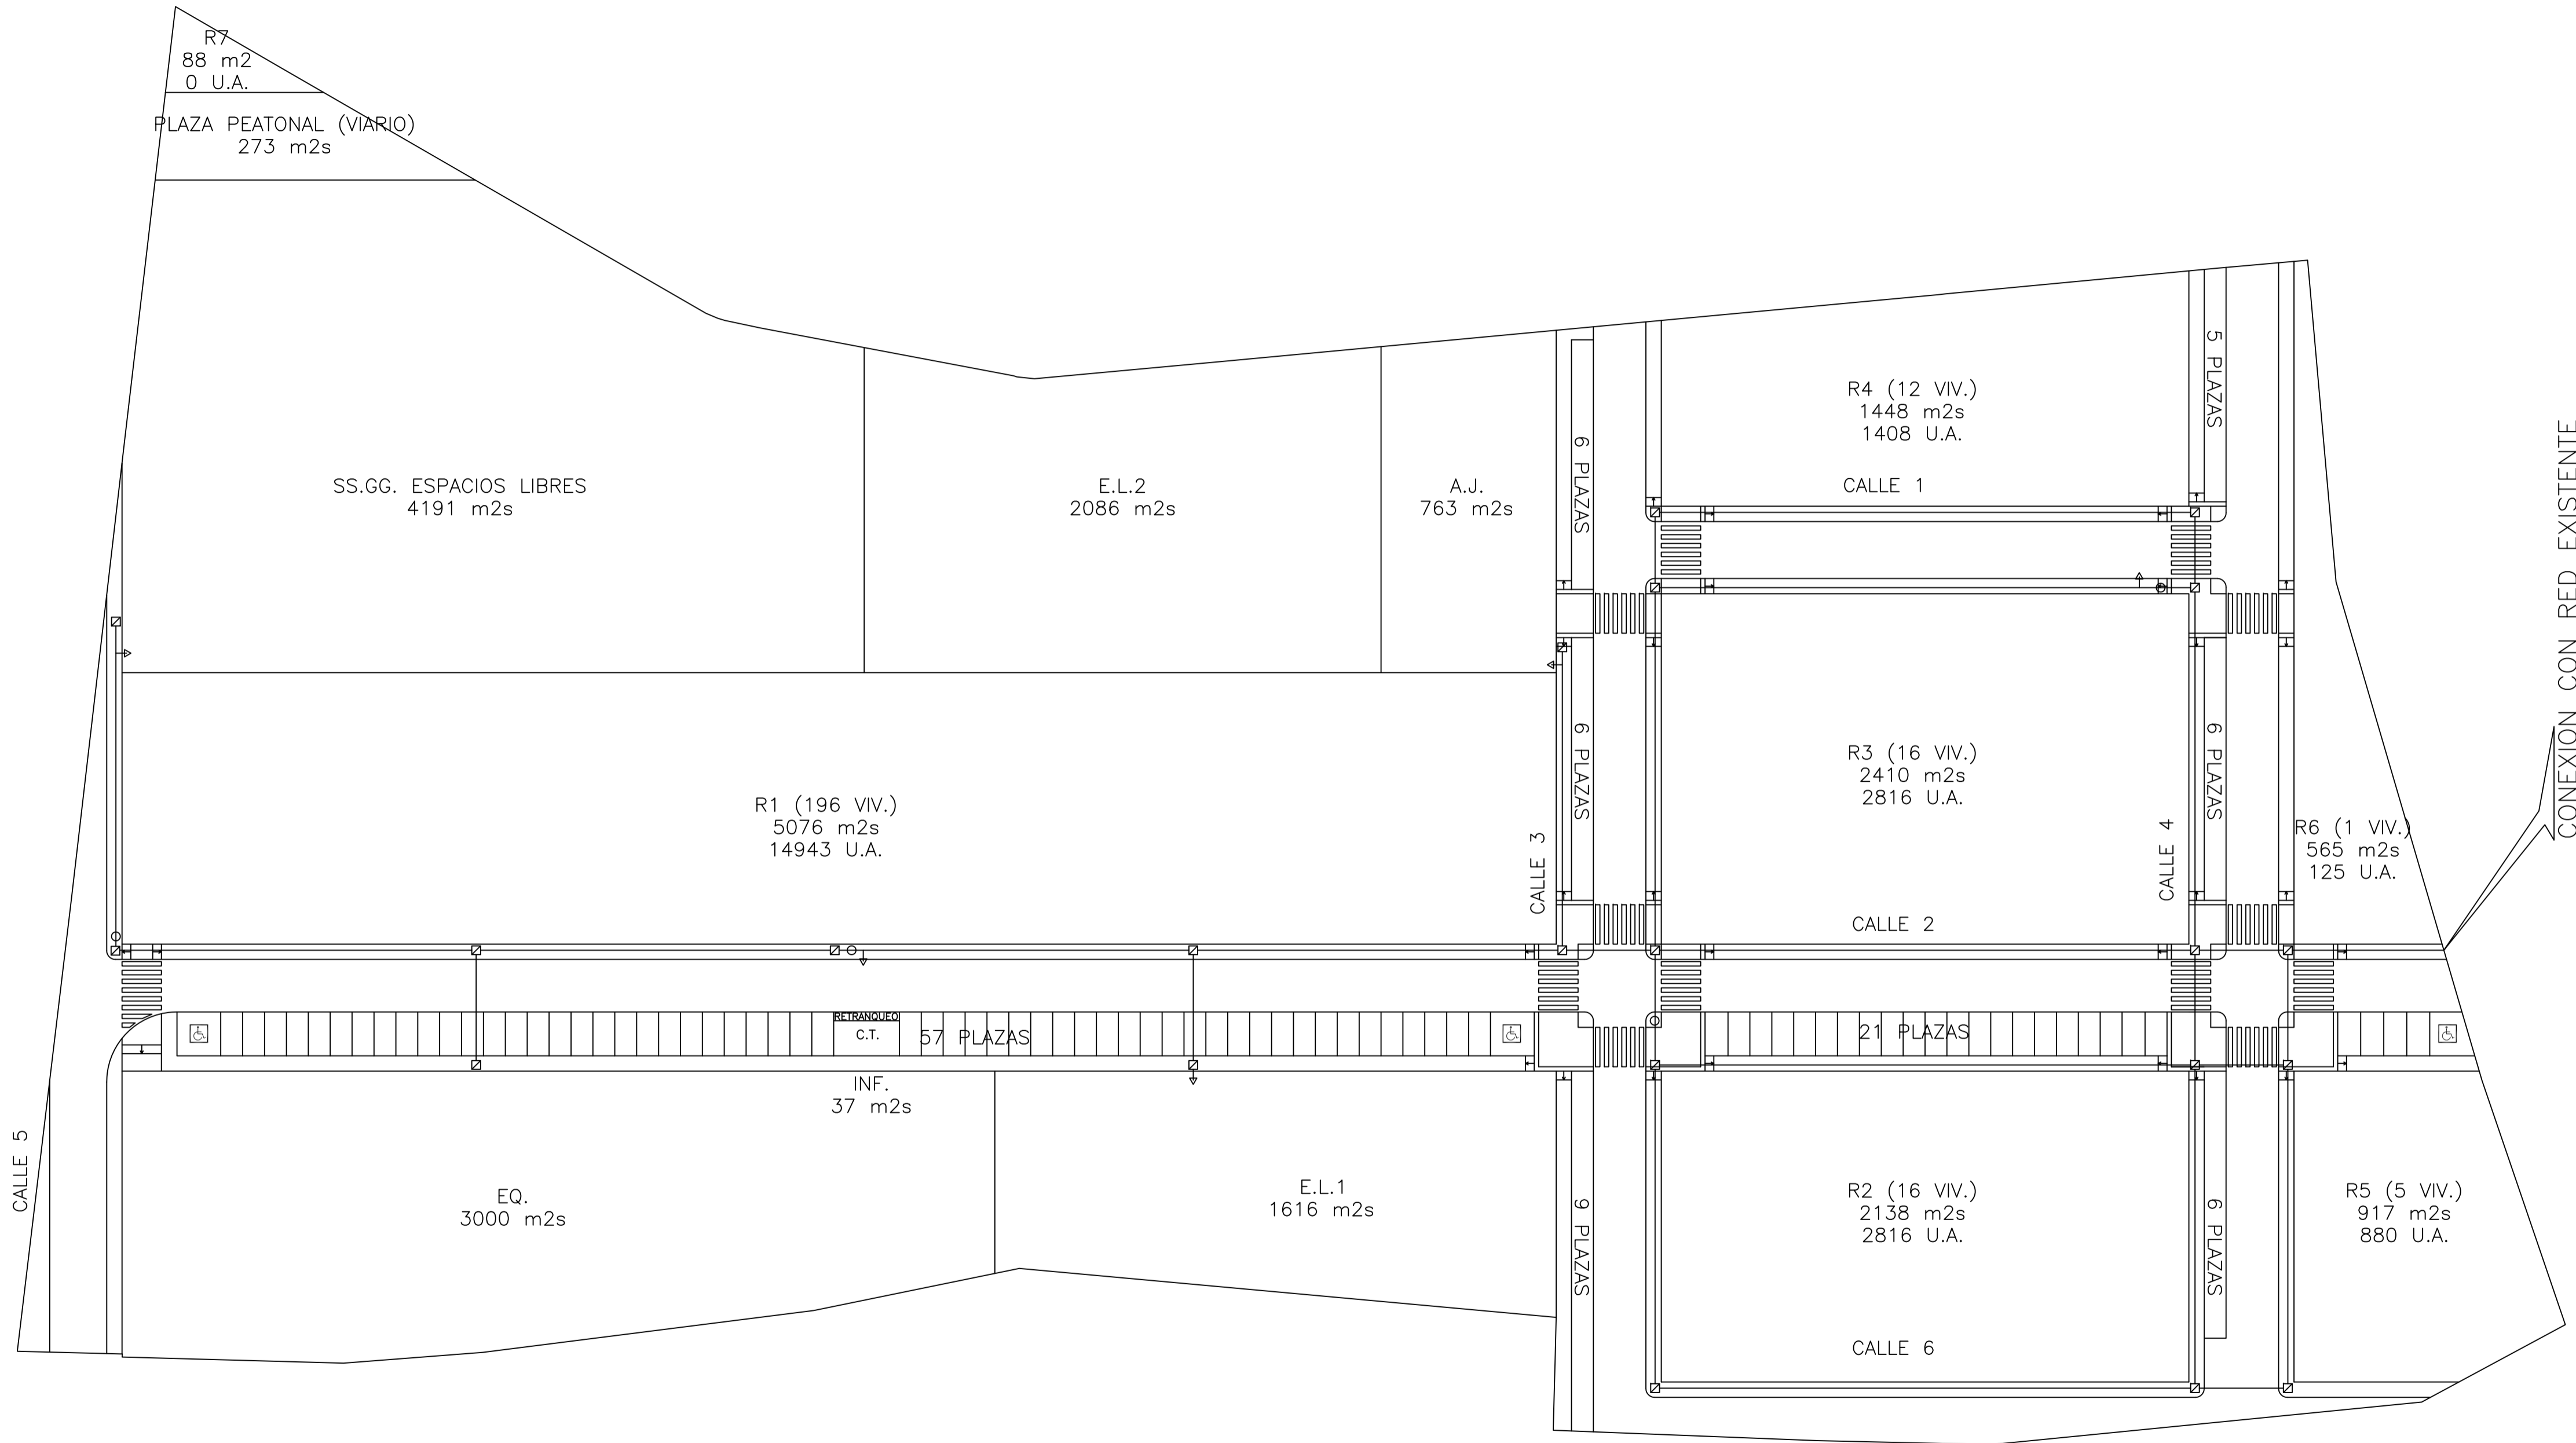 R7
88 m2
0 U.A.
PLAZA PEATONAL (VIARIO)
273 m2s
SS.GG. ESPACIOS LIBRES
4191 m2s
E.L.2
2086 m2s
A.J.
763 m2s
6 PLAZAS
R4 (12 VIV.)
1448 m2s
1408 U.A.
CALLE 1
5 PLAZAS
CONEXION CON RED EXISTENTE
R1 (196 VIV.)
5076 m2s
14943 U.A.
CALLE 3
6 PLAZAS
R3 (16 VIV.)
2410 m2s
2816 U.A.
CALLE 2
CALLE 4
6 PLAZAS
R6 (1 VIV.)
565 m2s
125 U.A.
RETRANQUEO
C.T.
57 PLAZAS
21 PLAZAS
INF.
37 m2s
CALLE 5
EQ.
3000 m2s
E.L.1
1616 m2s
9 PLAZAS
R2 (16 VIV.)
2138 m2s
2816 U.A.
CALLE 6
6 PLAZAS
R5 (5 VIV.)
917 m2s
880 U.A.